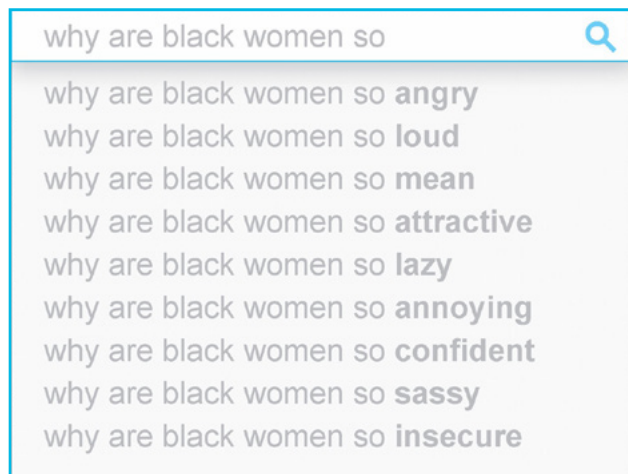 why are black women so
why are black women so angry
why are black women so loud
why are black women so mean
why are black women so attractive
why are black women so lazy
why are black women so annoying
why are black women so confident
why are black women so sassy
why are black women so insecure